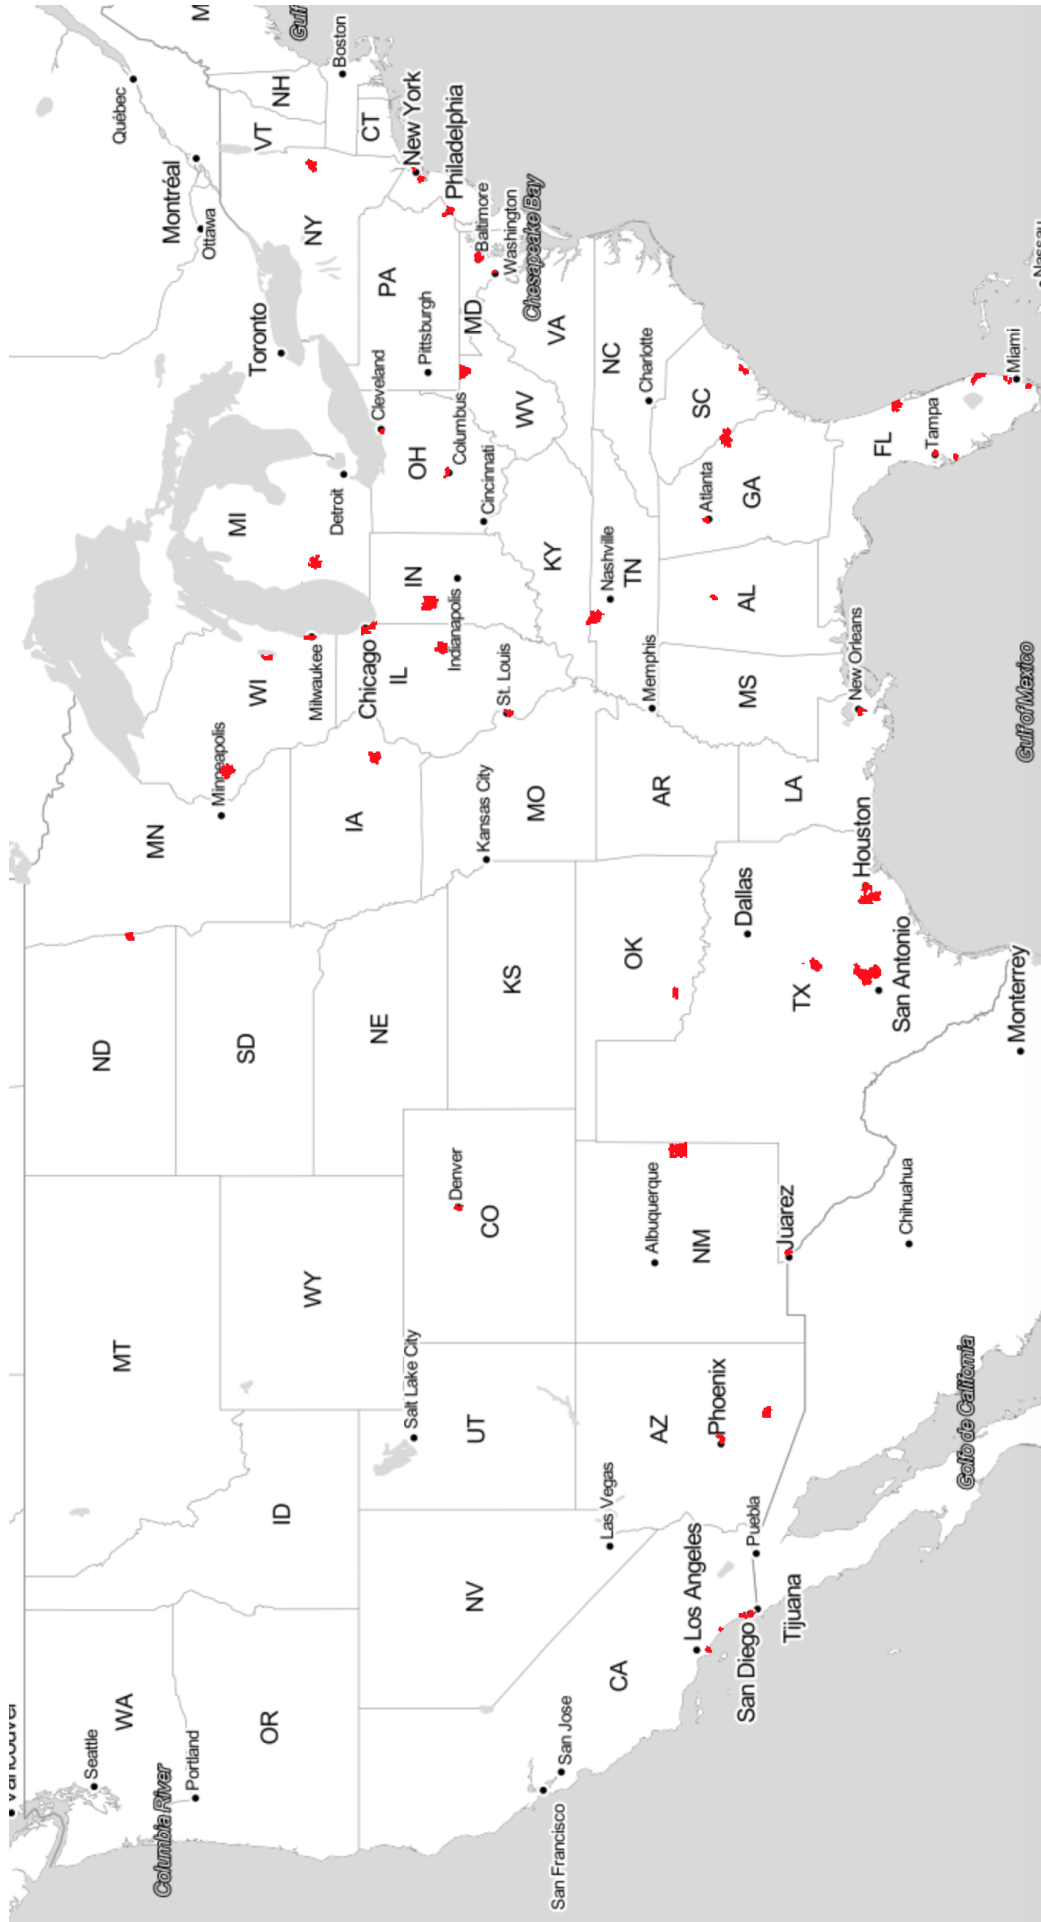 Vancouver
Seattle
WA
Columbia River
Portland
OR
ID
MT
ND
SD
WY
NE
MN
Minneapolis
WI
Milwaukee
MI
Detroit
Toronto
Ottawa
Montréal
Québec
M
Gulf
VT
NH
Boston
NY
CT
New York
PA
Philadelphia
Cleveland
Pittsburgh
Baltimore
Washington
Chesapeake Bay
MD
OH
Columbus
Cincinnati
WV
VA
IN
Indianapolis
Chicago
IL
IA
St. Louis
Kansas City
MO
KS
KY
Nashville
TN
Memphis
NC
Charlotte
SC
Atlanta
GA
AL
MS
AR
LA
New Orleans
OK
Dallas
TX
Houston
San Antonio
Salt Lake City
UT
Denver
CO
NV
Las Vegas
CA
San Francisco
San Jose
Los Angeles
San Diego
Tijuana
Puebla
AZ
Phoenix
Albuquerque
NM
Juarez
Chihuahua
Monterrey
Golfo de California
Gulf of Mexico
FL
Tampa
Miami
Nassau